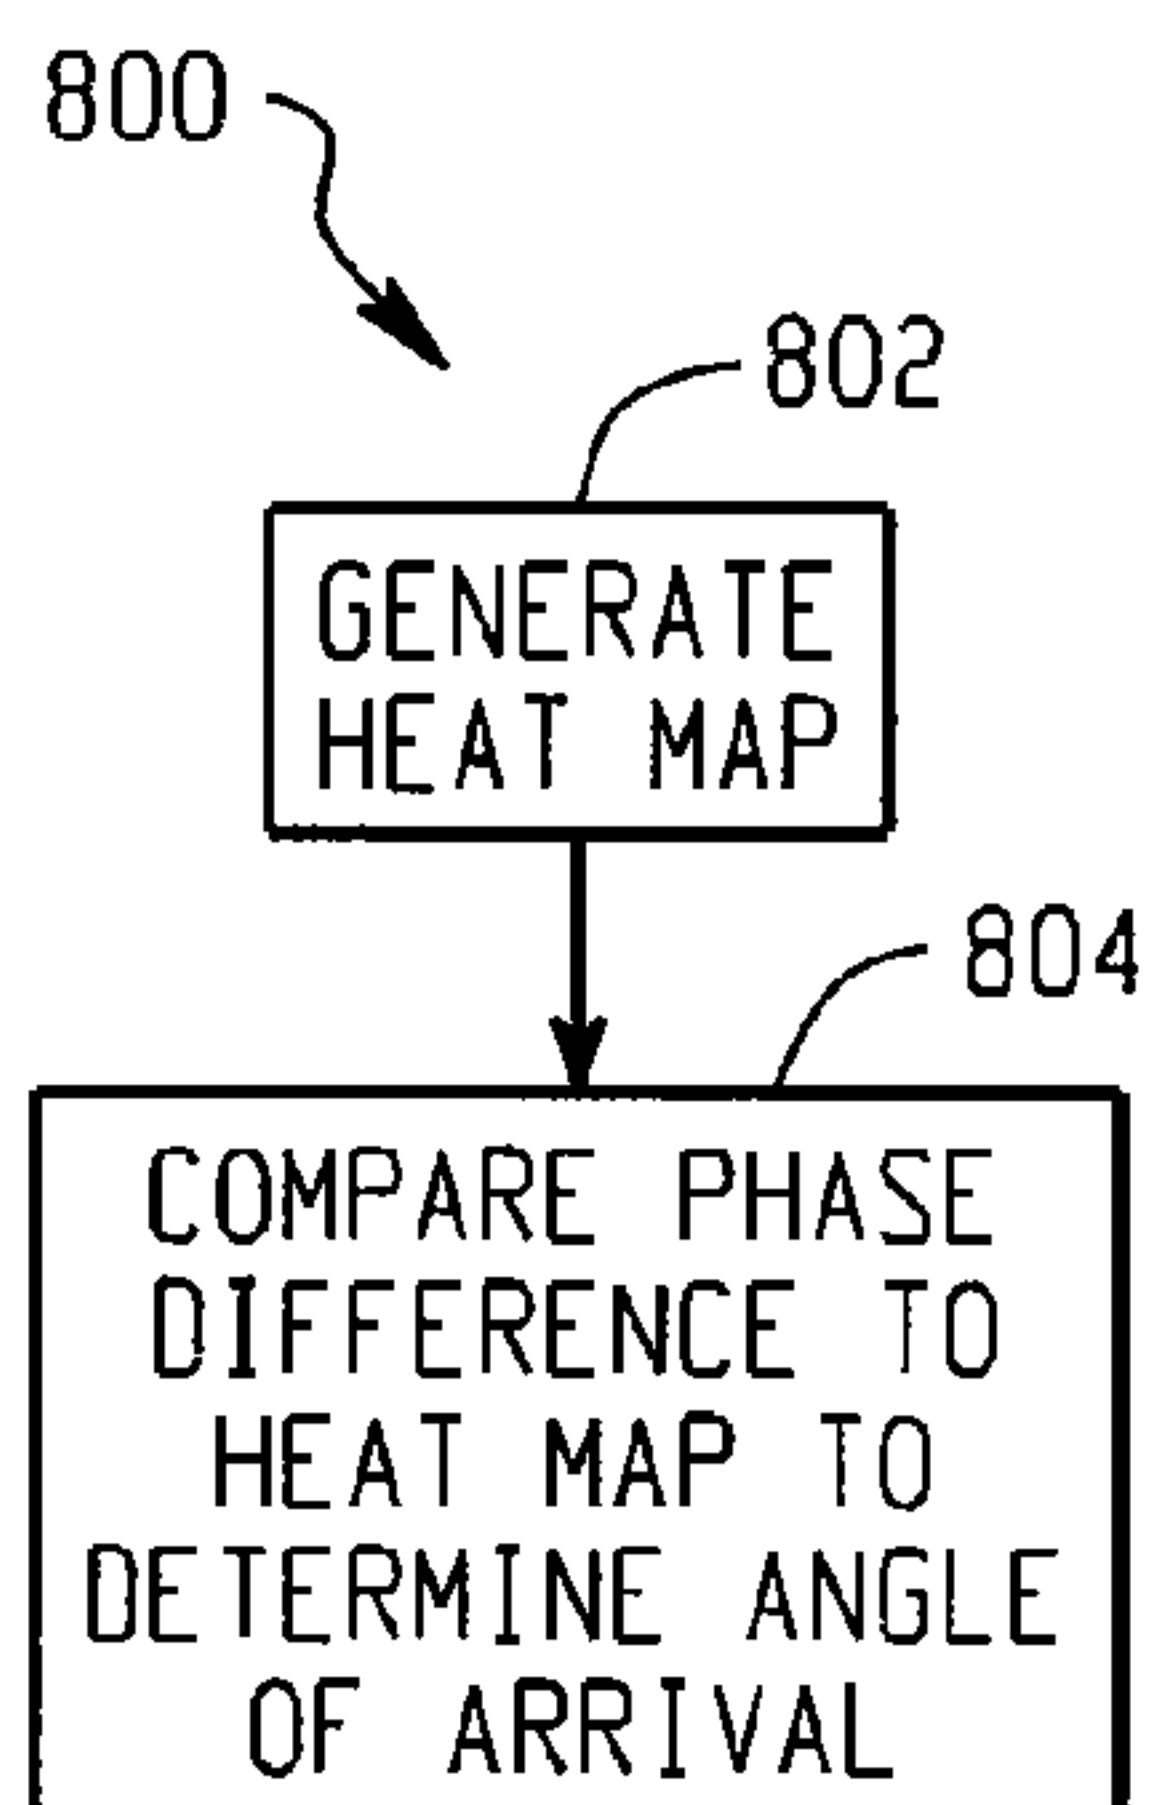 800
802
GENERATE
HEAT MAP
804
COMPARE PHASE
DIFFERENCE TO
HEAT MAP TO
DETERMINE ANGLE
OF ARRIVAL